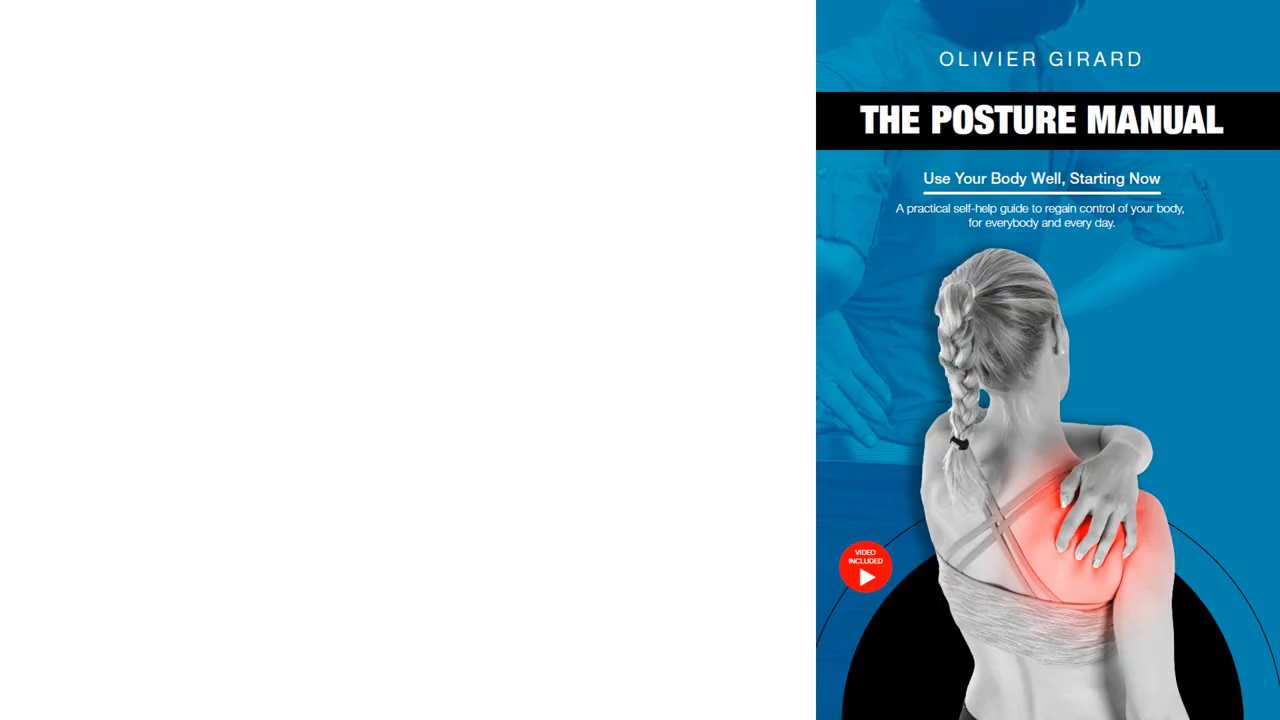 OLIVIER GIRARD
THE POSTURE MANUAL
Use Your Body Well, Starting Now
A practical self-help guide to regain control of your body,
for everybody and every day.
VIDEO
INCLUDED